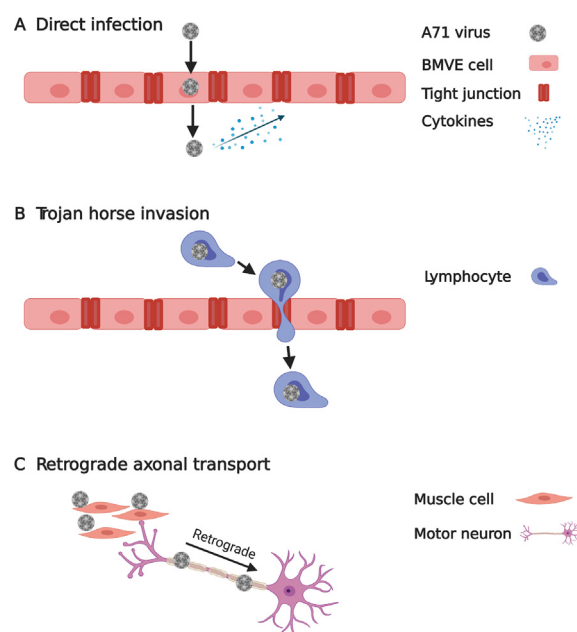 A Direct infection
A71 virus
BMVE cell
Tight junction
Cytokines
B Trojan horse invasion
Lymphocyte
C Retrograde axonal transport
Muscle cell
Motor neuron
Retrograde